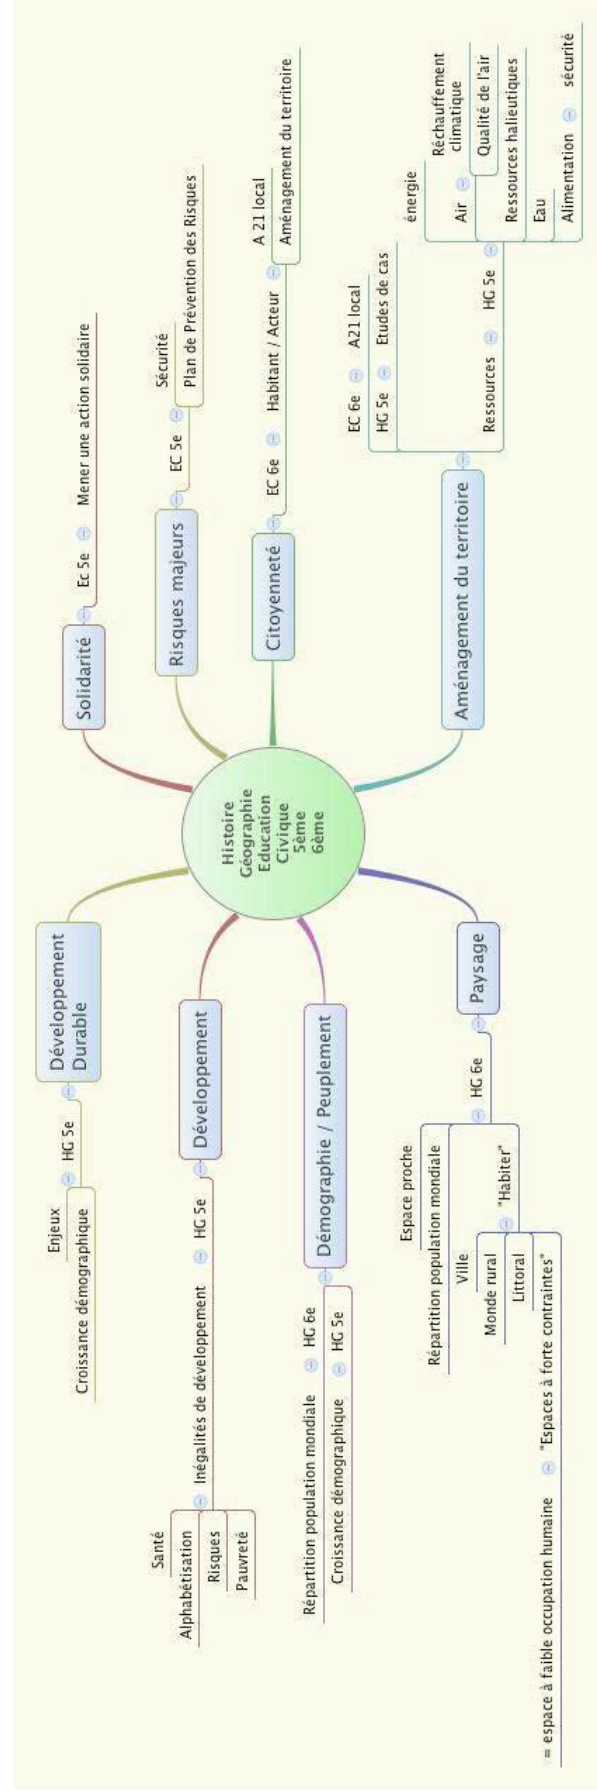 Histoire
Géographie
Education
Civique
5ème
6ème
Solidarité
Ec 5e
Mener une action solidaire
Risques majeurs
EC 5e
Sécurité
Plan de Prévention des Risques
Citoyenneté
EC 6e
Habitant / Acteur
A 21 local
Aménagement du territoire
Aménagement du territoire
EC 6e
A21 local
HG 5e
Etudes de cas
Ressources
HG 5e
énergie
Air
Réchauffement
climatique
Qualité de l'air
Ressources halieutiques
Eau
Alimentation
sécurité
Développement
Durable
HG 5e
Enjeux
Croissance démographique
Développement
HG 5e
Inégalités de développement
Santé
Alphabétisation
Risques
Pauvreté
Démographie / Peuplement
HG 6e
Répartition population mondiale
HG 5e
Croissance démographique
Paysage
HG 6e
Espace proche
Répartition population mondiale
"Habiter"
Ville
Monde rural
Littoral
"Espaces à forte contraintes"
= espace à faible occupation humaine